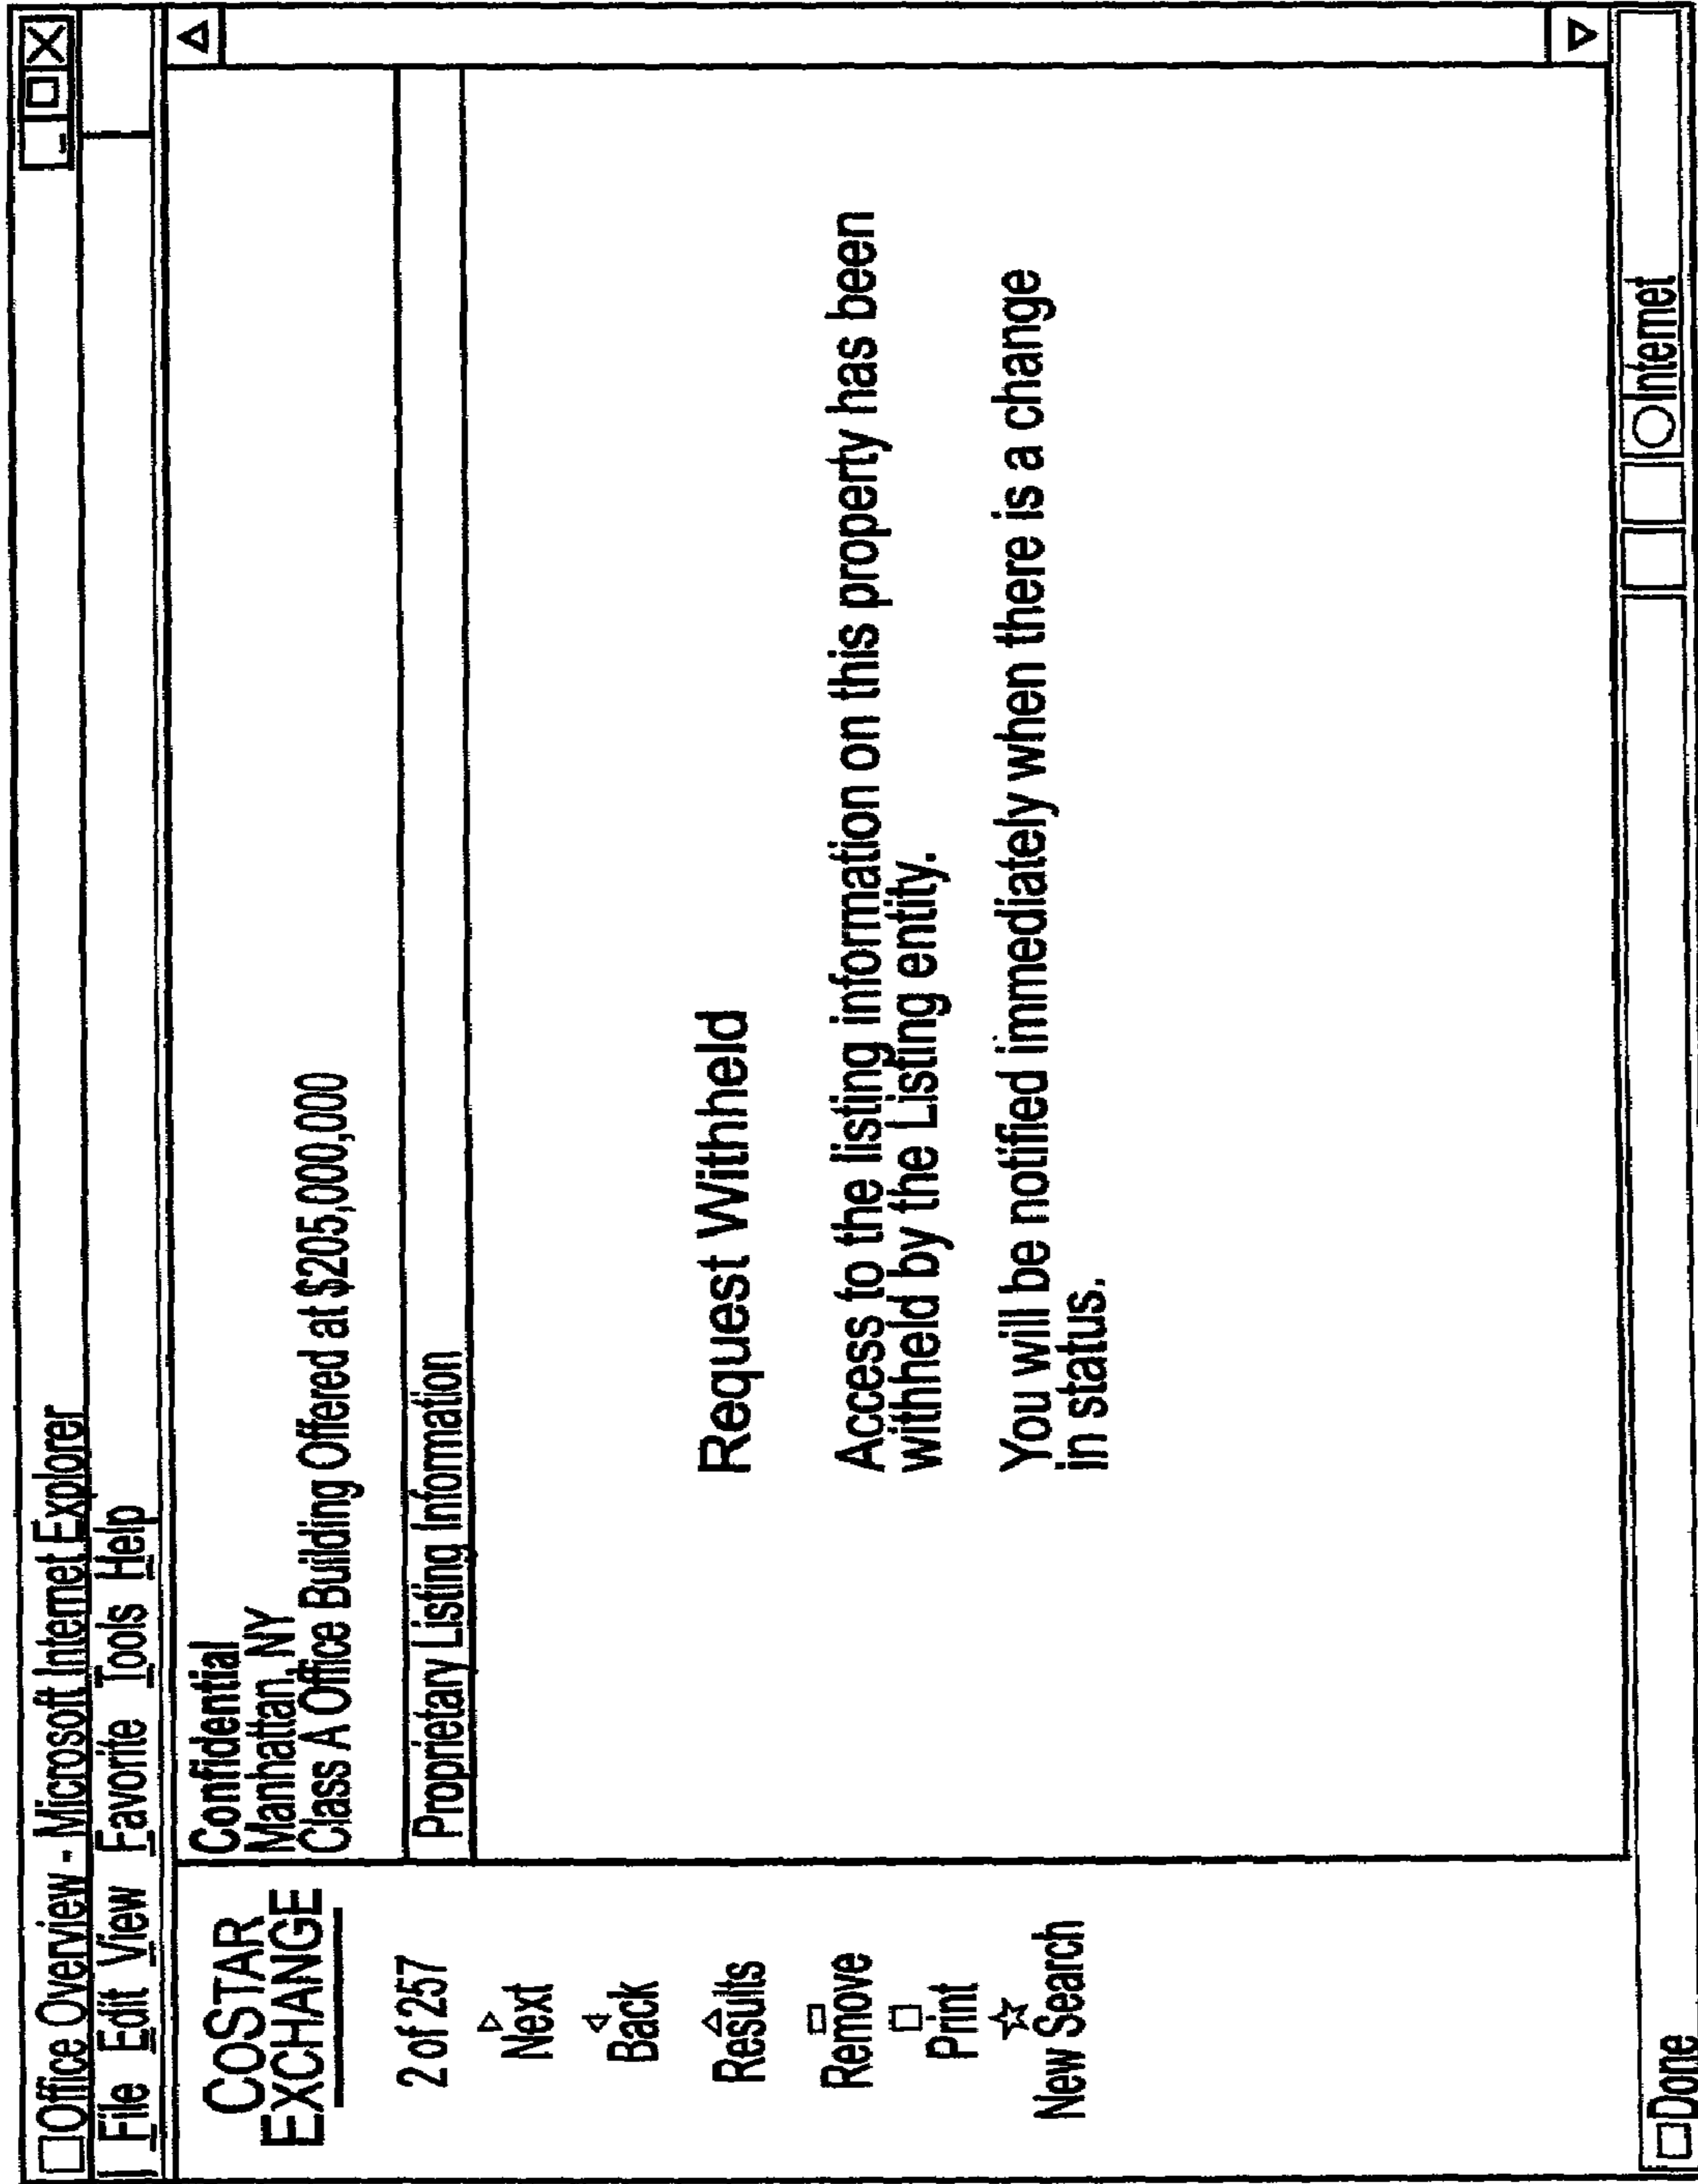 Office Overview - Microsoft Internet Explorer
File Edit View Favorite Tools Help
COSTAR
EXCHANGE
2 of 257
Next
Back
Results
Remove
Print
New Search
Confidential
Manhattan, NY
Class A Office Building Offered at $205,000,000
Proprietary Listing Information
Request Withheld
Access to the listing information on this property has been
withheld by the Listing entity.
You will be notified immediately when there is a change
in status.
Done
Internet